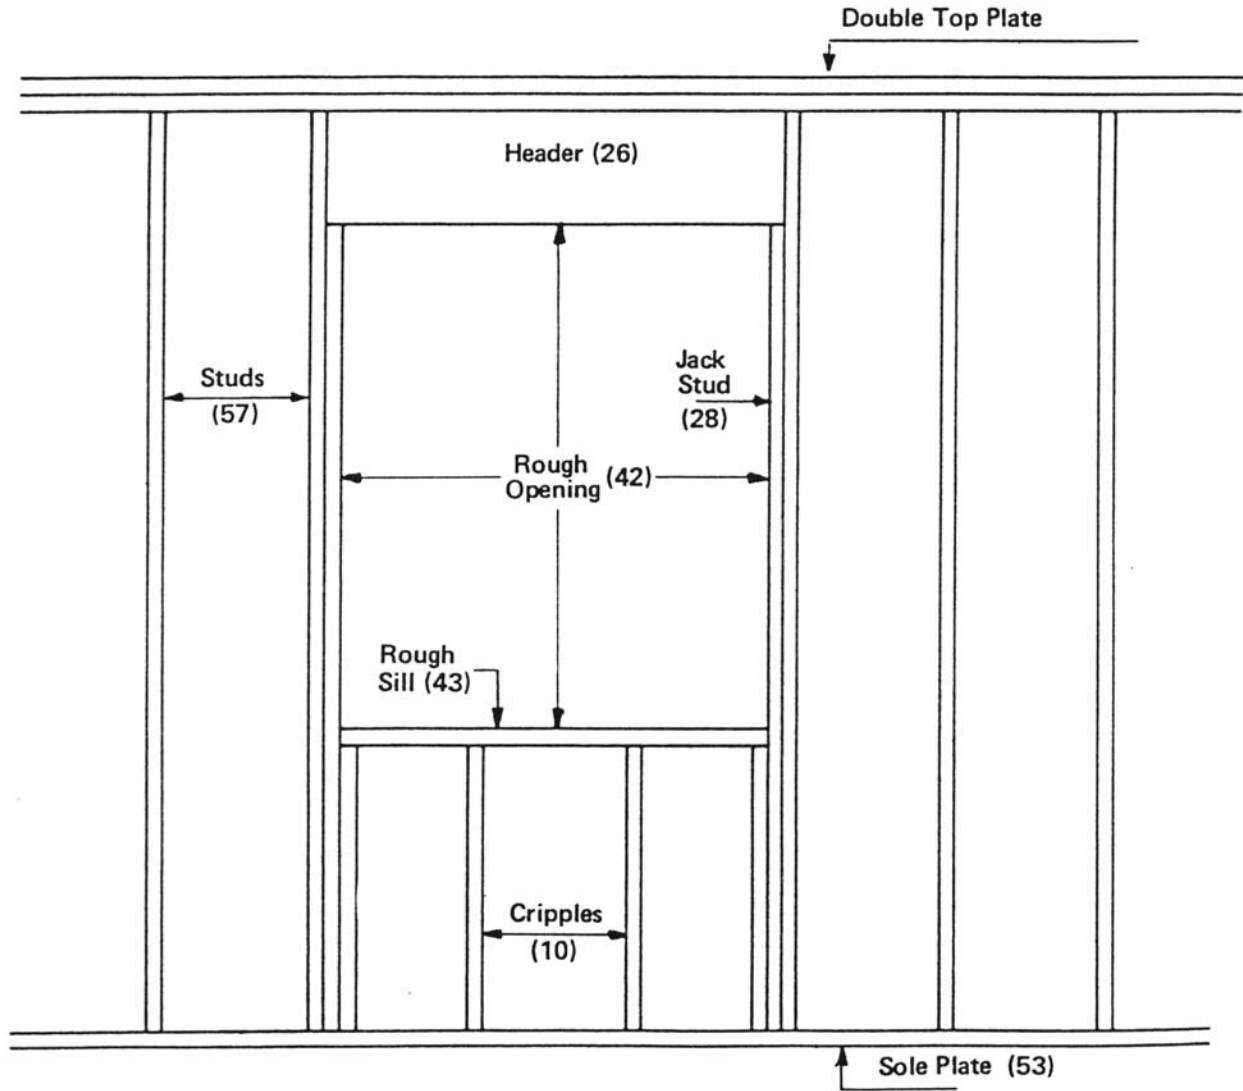 Double Top Plate
Header (26)
Studs
(57)
Jack
Stud
(28)
Rough
Opening (42)
Rough
Sill (43)
Cripples
(10)
Sole Plate (53)